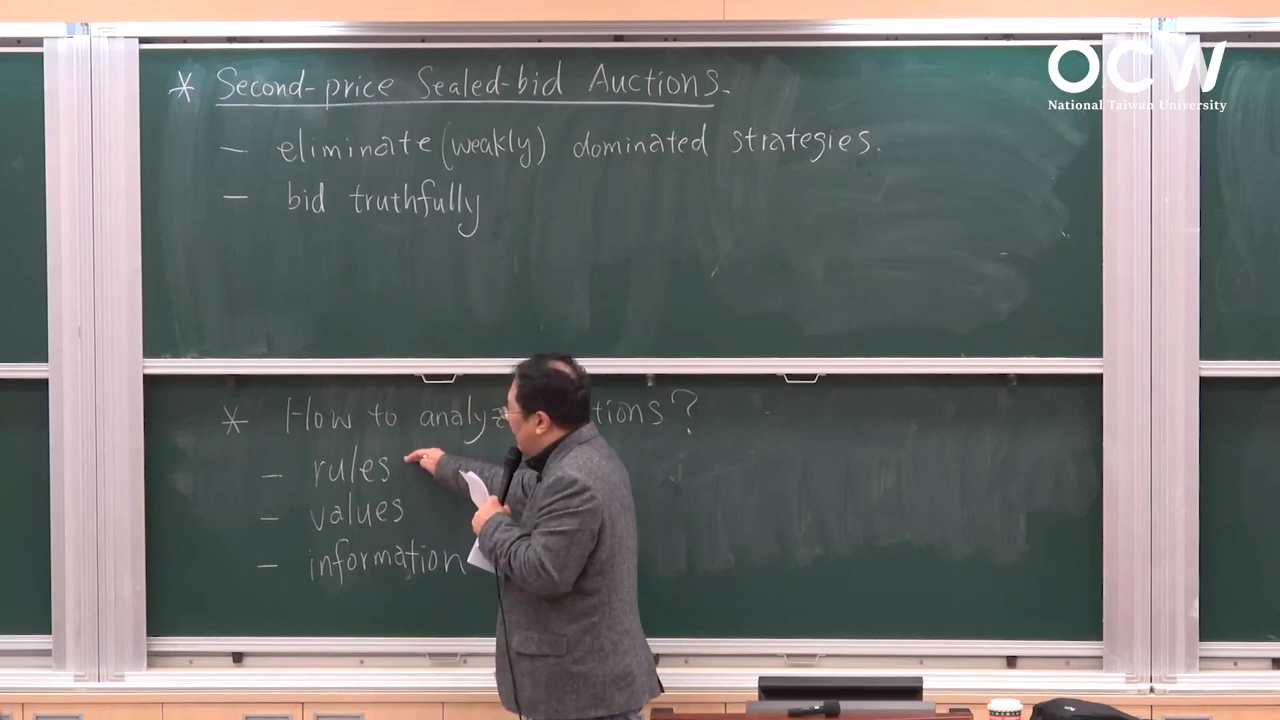 OCW
National Taiwan University
* Second-price Sealed-bid Auctions.
- eliminate (weakly) dominated strategies.
- bid truthfully
* How to analyz tions?
- rules
- values
- information